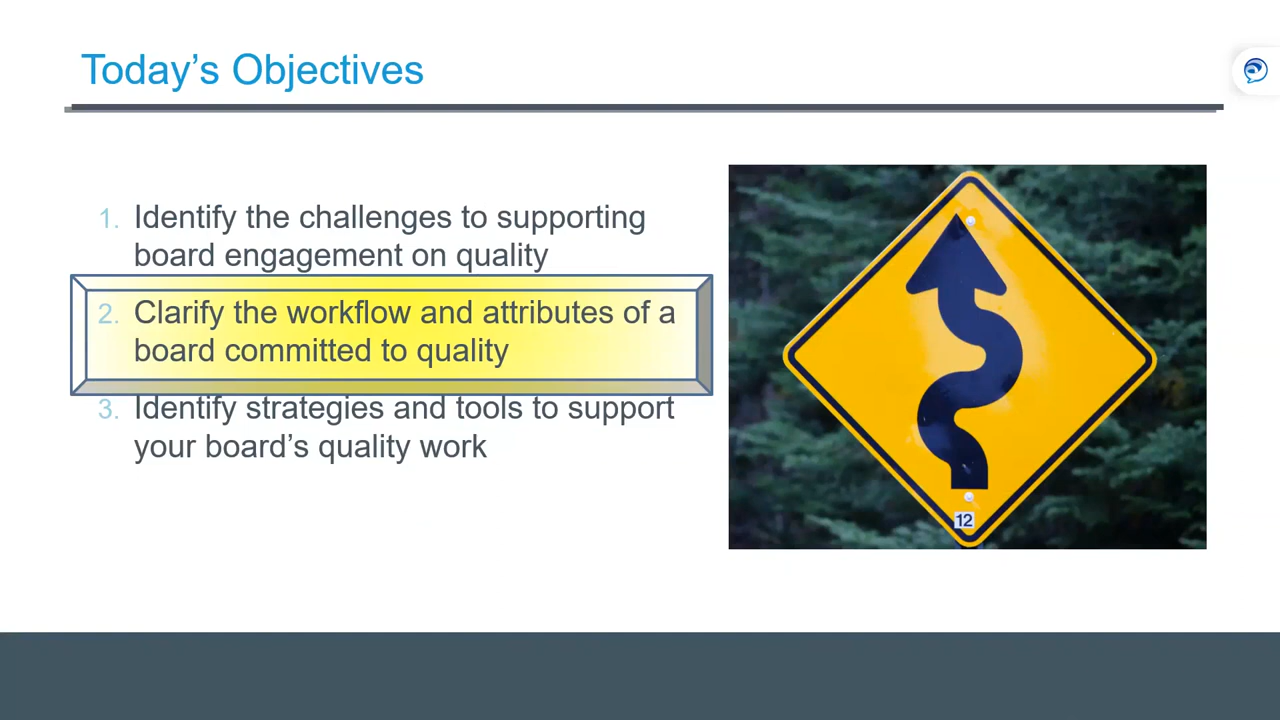 Today’s Objectives
1. Identify the challenges to supporting
board engagement on quality
2. Clarify the workflow and attributes of a
board committed to quality
3. Identify strategies and tools to support
your board’s quality work
12